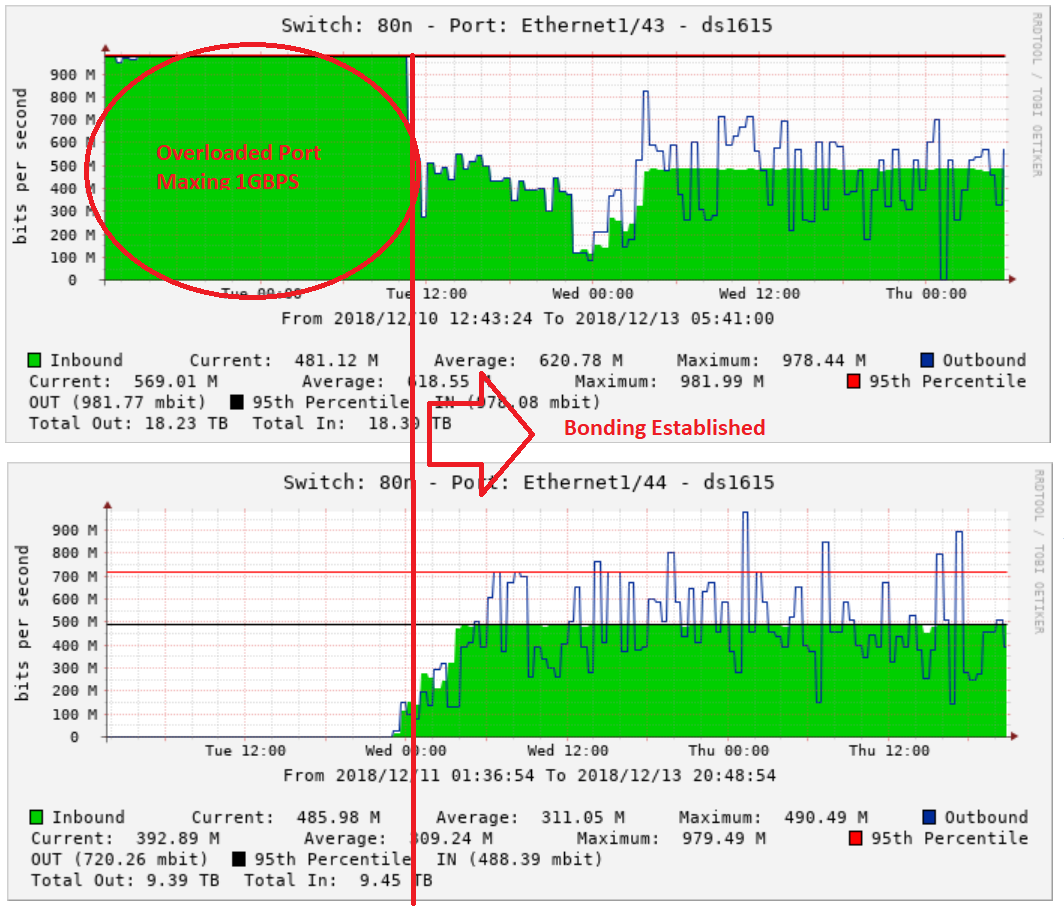 Switch: 80n - Port: Ethernet1/43 - ds1615
RRDTOOL / TOBI OETIKER
bits per second
900 M
800 M
700 M
600 M
500 M
400 M
300 M
200 M
100 M
0
Overloaded Port
Maxing 1GBPS
Tue 00:00 Tue 12:00 Wed 00:00 Wed 12:00 Thu 00:00
From 2018/12/10 12:43:24 To 2018/12/13 05:41:00
Inbound Current: 481.12 M Average: 620.78 M Maximum: 978.44 M Outbound
Current: 569.01 M Average: 618.55 M Maximum: 981.99 M 95th Percentile
OUT (981.77 mbit) 95th Percentile IN (978.08 mbit)
Total Out: 18.23 TB Total In: 18.30 TB
Bonding Established
Switch: 80n - Port: Ethernet1/44 - ds1615
RRDTOOL / TOBI OETIKER
bits per second
900 M
800 M
700 M
600 M
500 M
400 M
300 M
200 M
100 M
0
Tue 12:00 Wed 00:00 Wed 12:00 Thu 00:00 Thu 12:00
From 2018/12/11 01:36:54 To 2018/12/13 20:48:54
Inbound Current: 485.98 M Average: 311.05 M Maximum: 490.49 M Outbound
Current: 392.89 M Average: 309.24 M Maximum: 979.49 M 95th Percentile
OUT (720.26 mbit) 95th Percentile IN (488.39 mbit)
Total Out: 9.39 TB Total In: 9.45 TB